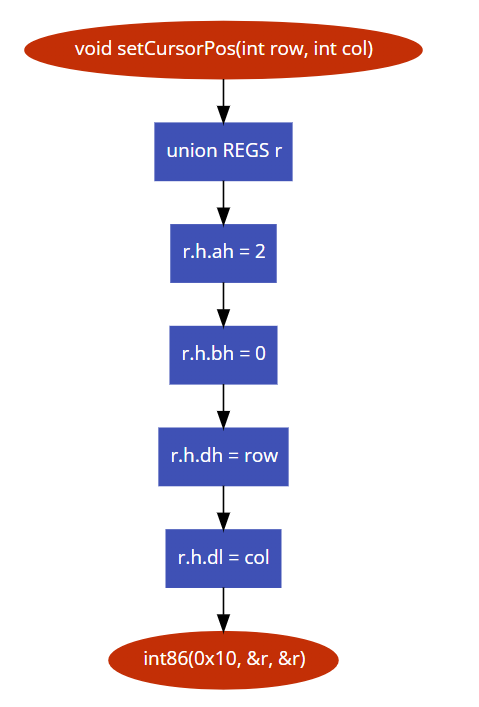 void setCursorPos(int row, int col)
union REGS r
r.h.ah = 2
r.h.bh = 0
r.h.dh = row
r.h.dl = col
int86(0x10, &r, &r)